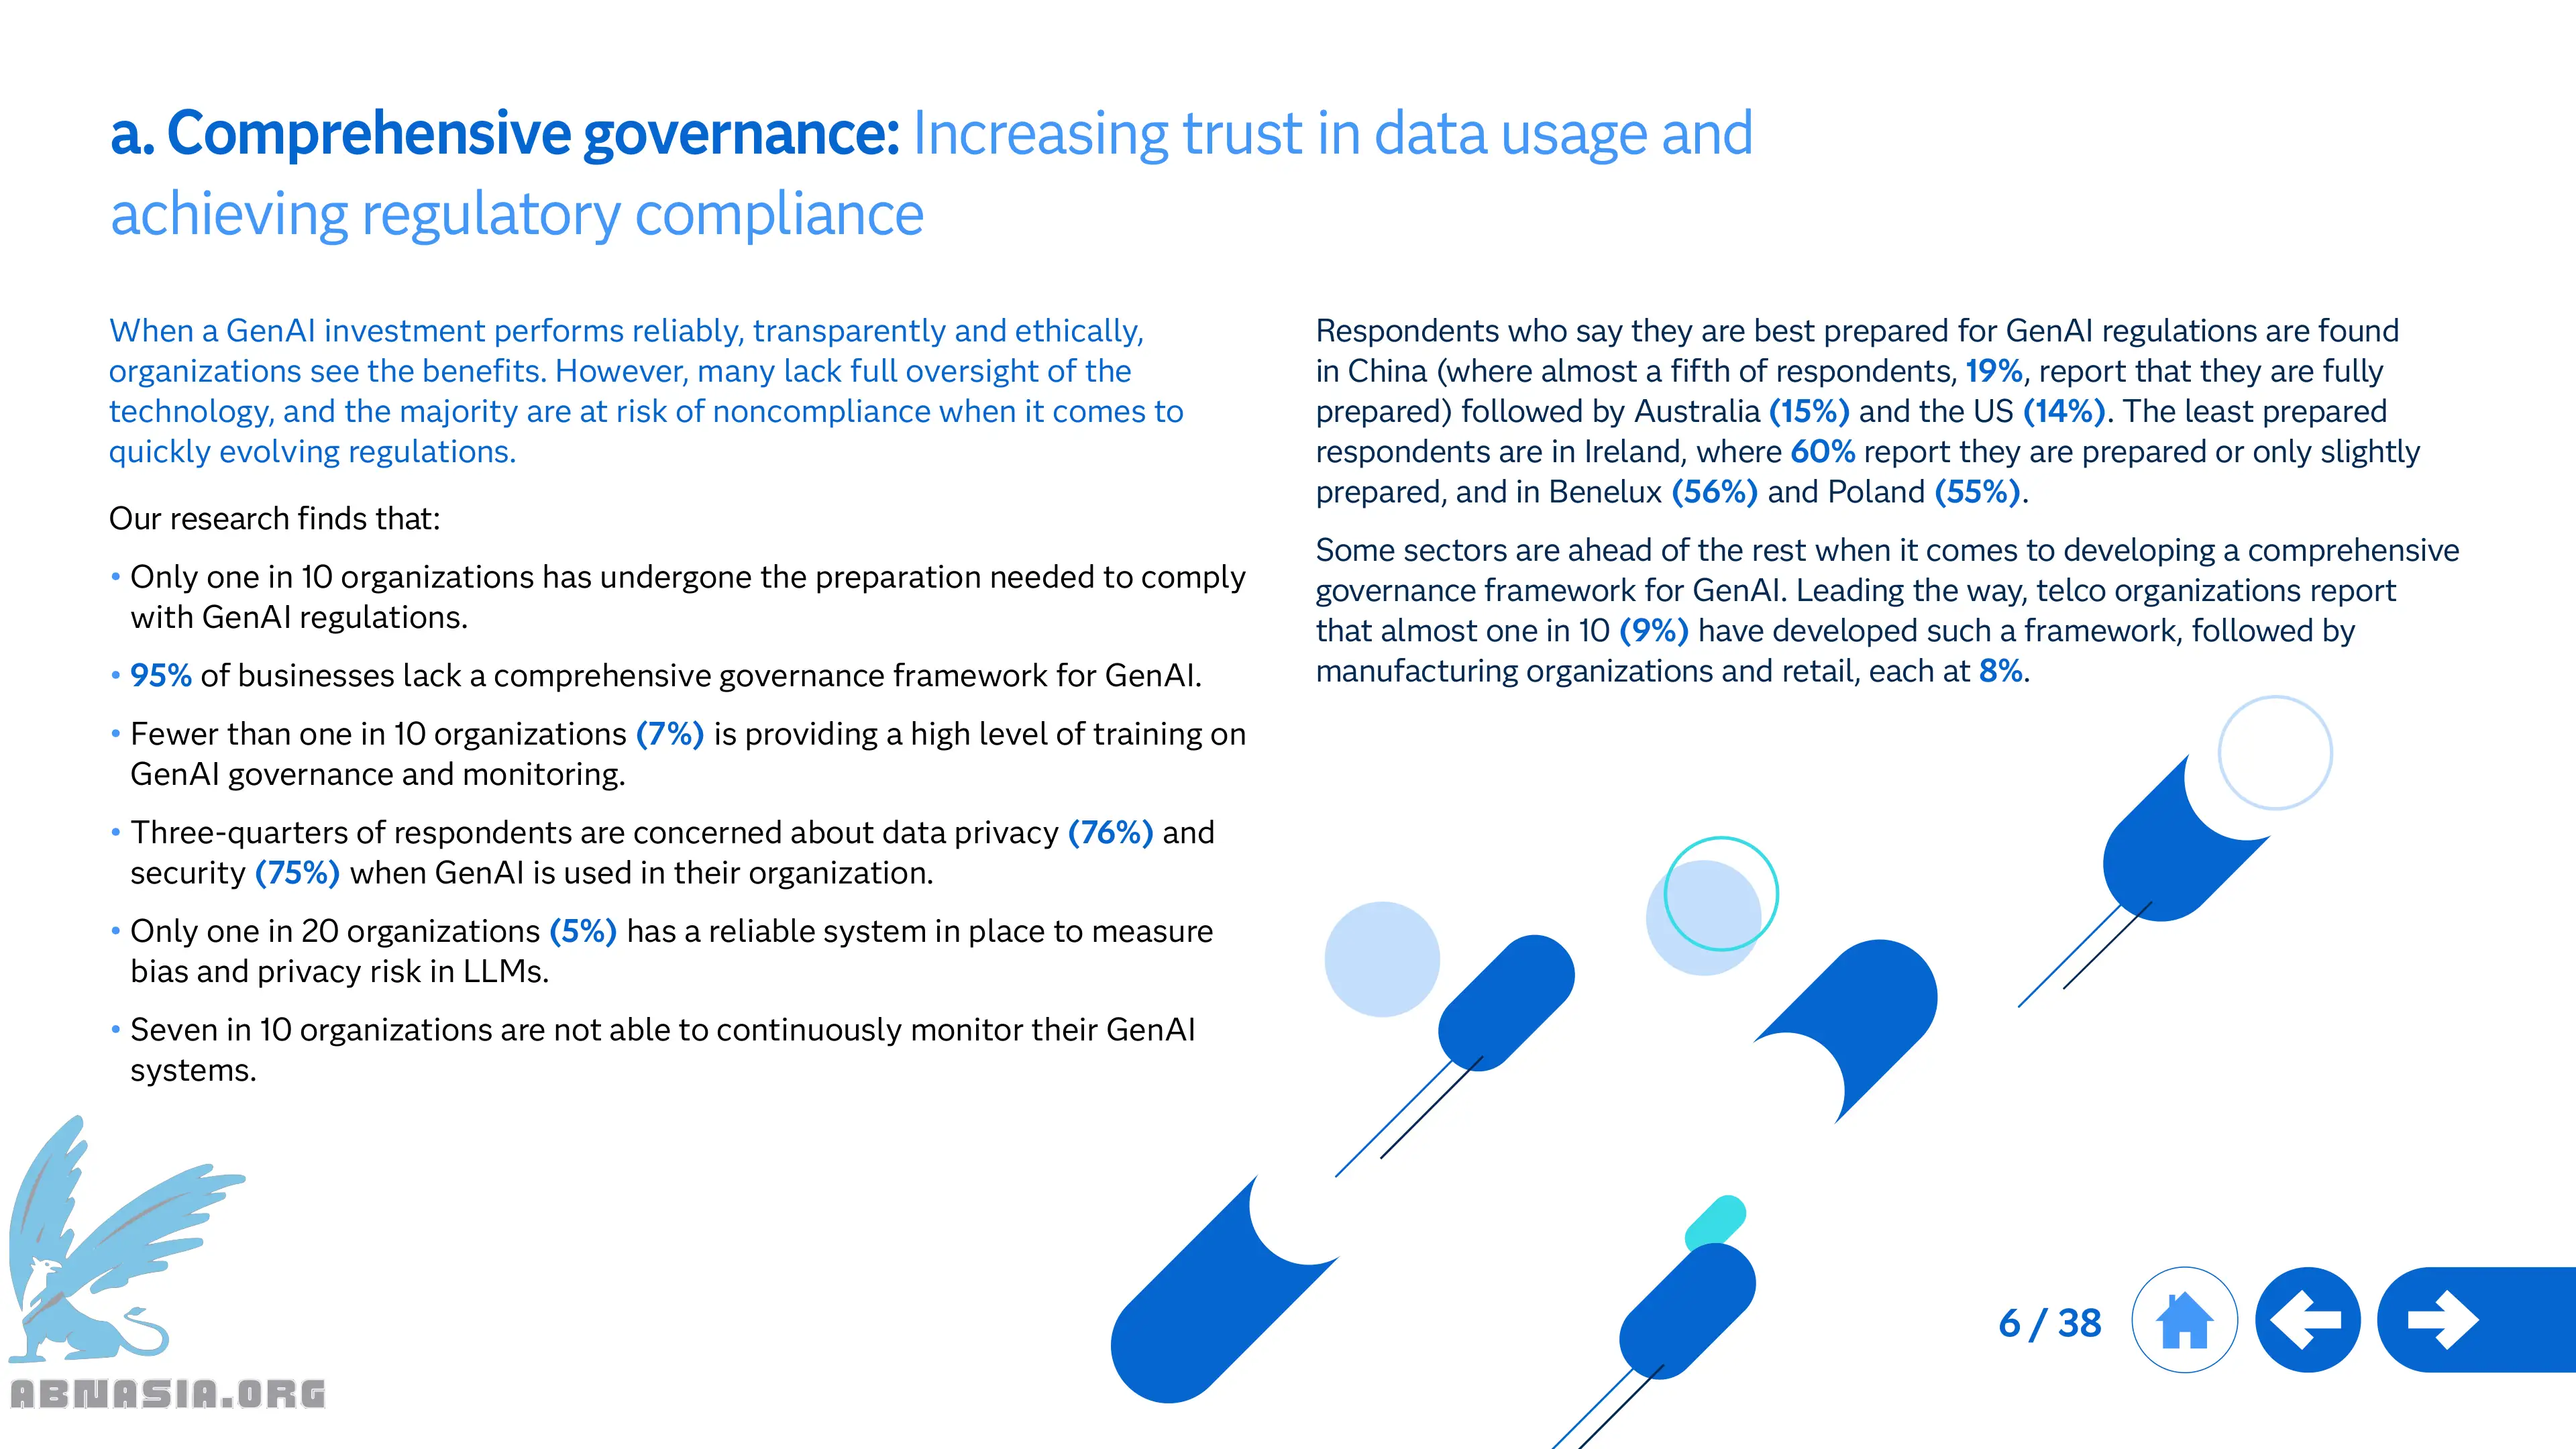 a. Comprehensive governance: Increasing trust in data usage and
achieving regulatory compliance
When a GenAI investment performs reliably, transparently and ethically,
organizations see the benefits. However, many lack full oversight of the
technology, and the majority are at risk of noncompliance when it comes to
quickly evolving regulations.
Our research finds that:
• Only one in 10 organizations has undergone the preparation needed to comply
with GenAI regulations.
• 95% of businesses lack a comprehensive governance framework for GenAI.
• Fewer than one in 10 organizations (7%) is providing a high level of training on
GenAI governance and monitoring.
• Three-quarters of respondents are concerned about data privacy (76%) and
security (75%) when GenAI is used in their organization.
• Only one in 20 organizations (5%) has a reliable system in place to measure
bias and privacy risk in LLMs.
• Seven in 10 organizations are not able to continuously monitor their GenAI
systems.
Respondents who say they are best prepared for GenAI regulations are found
in China (where almost a fifth of respondents, 19%, report that they are fully
prepared) followed by Australia (15%) and the US (14%). The least prepared
respondents are in Ireland, where 60% report they are prepared or only slightly
prepared, and in Benelux (56%) and Poland (55%).
Some sectors are ahead of the rest when it comes to developing a comprehensive
governance framework for GenAI. Leading the way, telco organizations report
that almost one in 10 (9%) have developed such a framework, followed by
manufacturing organizations and retail, each at 8%.
6 / 38
ABNASIA.ORG